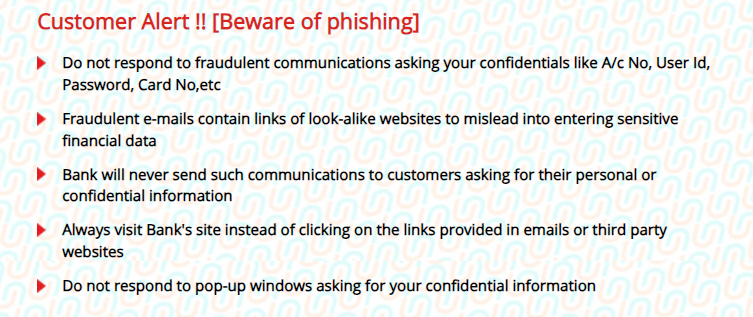 Customer Alert !! [Beware of phishing]
Do not respond to fraudulent communications asking your confidentials like A/c No, User Id,
Password, Card No,etc
Fraudulent e-mails contain links of look-alike websites to mislead into entering sensitive
financial data
Bank will never send such communications to customers asking for their personal or
confidential information
Always visit Bank's site instead of clicking on the links provided in emails or third party
websites
Do not respond to pop-up windows asking for your confidential information